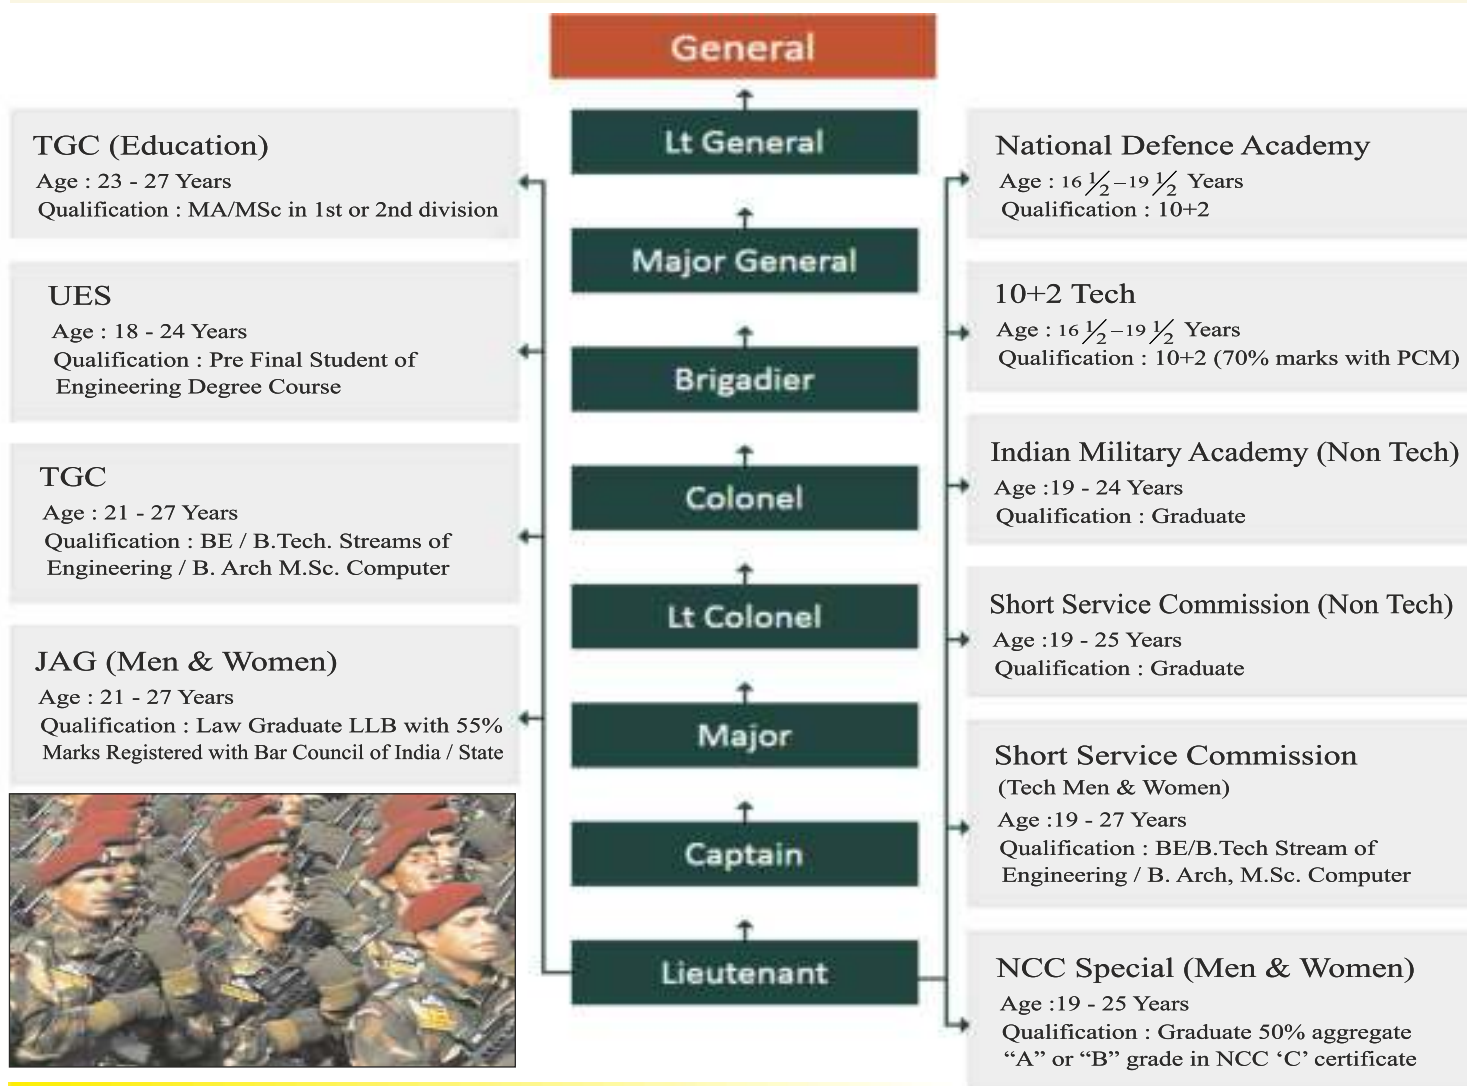 General
Lt General
Major General
Brigadier
Colonel
Lt Colonel
Major
Captain
Lieutenant
TGC (Education)
Age : 23 - 27 Years
Qualification : MA/MSc in 1st or 2nd division
UES
Age : 18 - 24 Years
Qualification : Pre Final Student of
Engineering Degree Course
TGC
Age : 21 - 27 Years
Qualification : BE / B.Tech. Streams of
Engineering / B. Arch M.Sc. Computer
JAG (Men & Women)
Age : 21 - 27 Years
Qualification : Law Graduate LLB with 55%
Marks Registered with Bar Council of India / State
National Defence Academy
Age : 16 1/2 – 19 1/2 Years
Qualification : 10+2
10+2 Tech
Age : 16 1/2 – 19 1/2 Years
Qualification : 10+2 (70% marks with PCM)
Indian Military Academy (Non Tech)
Age :19 - 24 Years
Qualification : Graduate
Short Service Commission (Non Tech)
Age :19 - 25 Years
Qualification : Graduate
Short Service Commission
(Tech Men & Women)
Age :19 - 27 Years
Qualification : BE/B.Tech Stream of
Engineering / B. Arch, M.Sc. Computer
NCC Special (Men & Women)
Age :19 - 25 Years
Qualification : Graduate 50% aggregate
“A” or “B” grade in NCC ‘C’ certificate